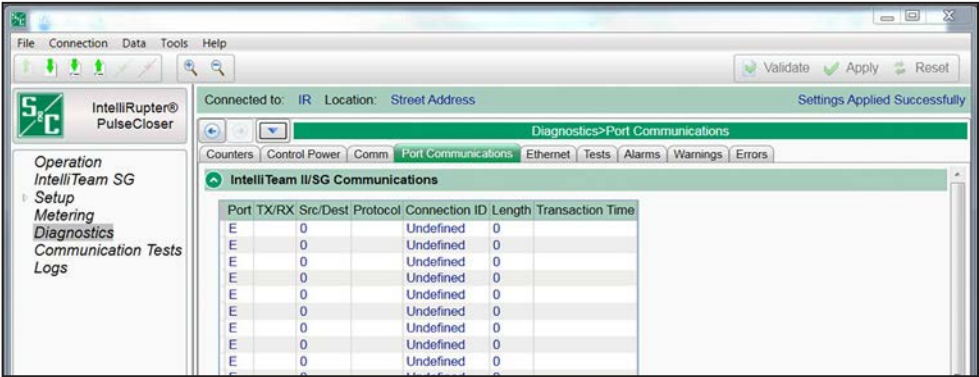 File Connection Data Tools Help
Validate Apply Reset
S&C
IntelliRupter®
PulseCloser
Connected to: IR Location: Street Address Settings Applied Successfully
Diagnostics>Port Communications
Counters Control Power Comm Port Communications Ethernet Tests Alarms Warnings Errors
Operation
IntelliTeam SG
Setup
Metering
Diagnostics
Communication Tests
Logs
IntelliTeam II/SG Communications
Port TX/RX Src/Dest Protocol Connection ID Length Transaction Time
E 0 Undefined 0
E 0 Undefined 0
E 0 Undefined 0
E 0 Undefined 0
E 0 Undefined 0
E 0 Undefined 0
E 0 Undefined 0
E 0 Undefined 0
E 0 Undefined 0